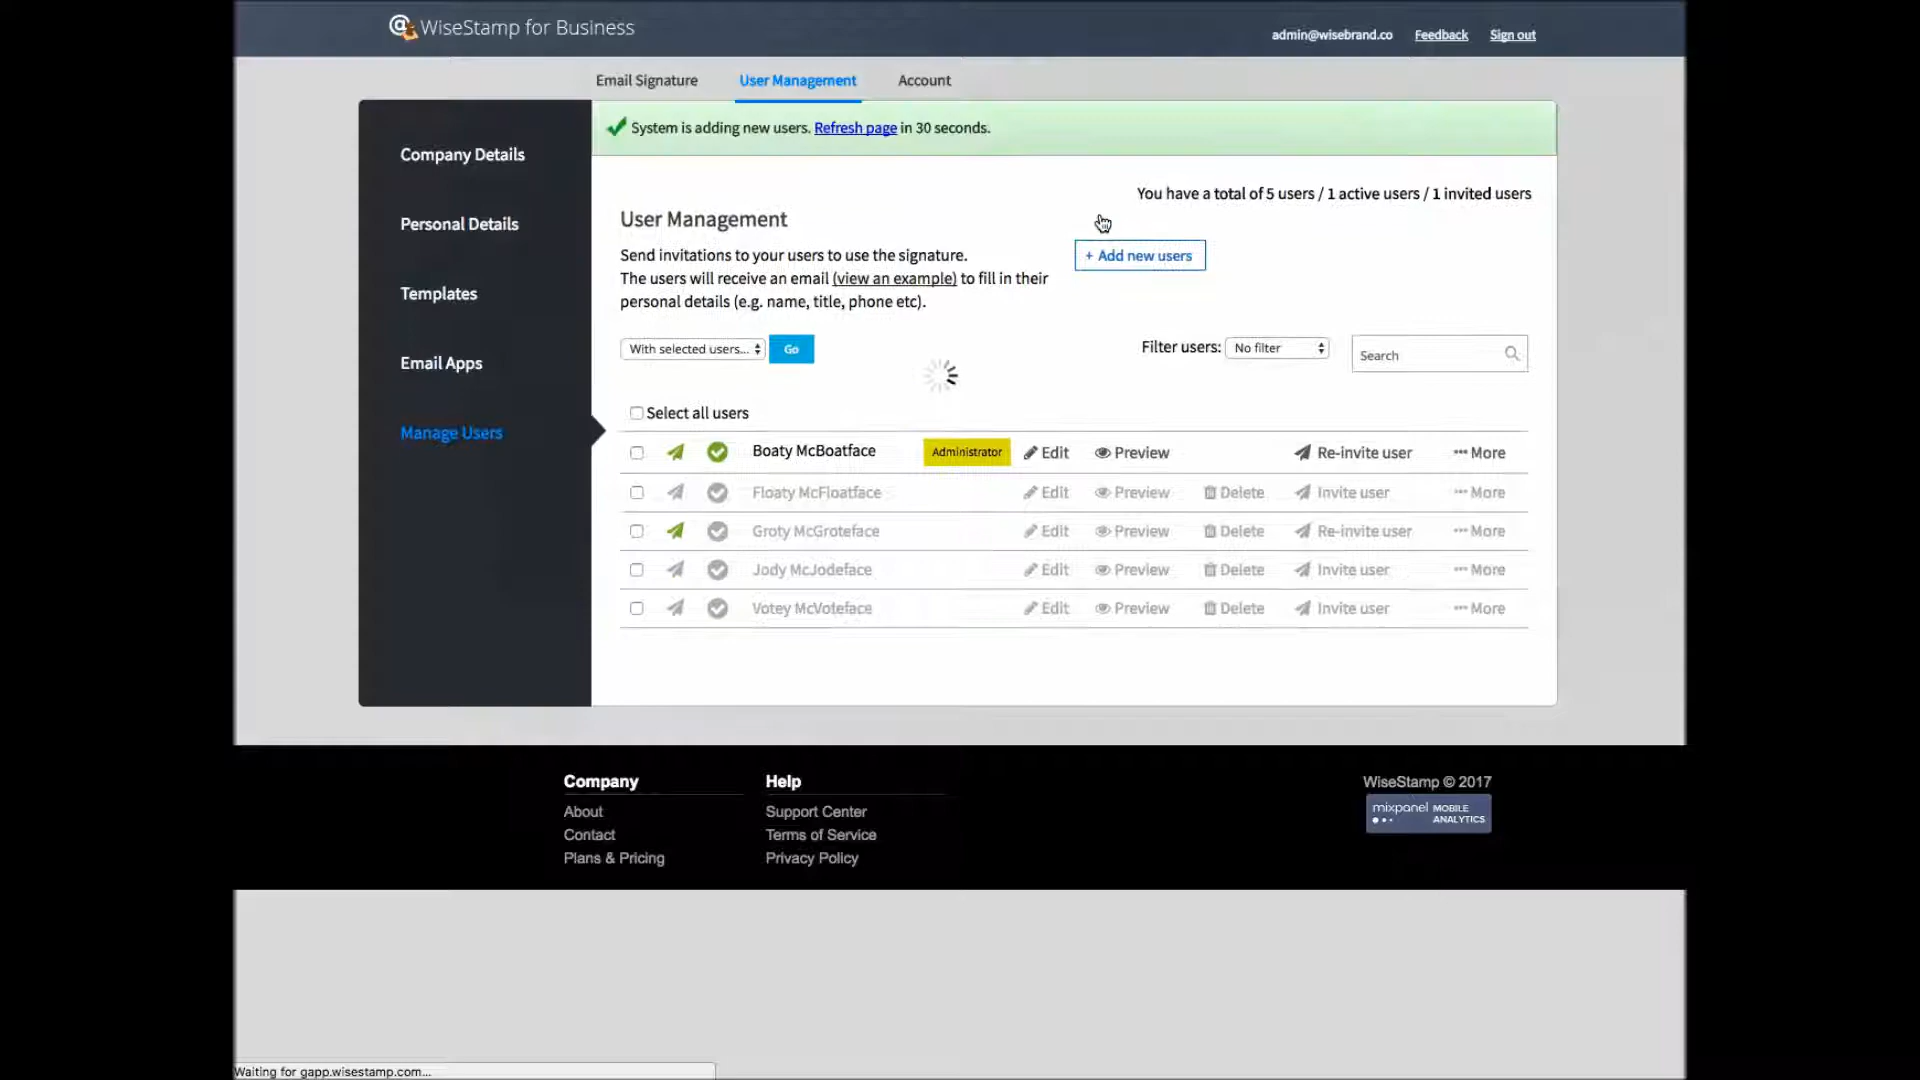 WiseStamp for Business
admin@wisebrand.co Feedback Sign out
Email Signature User Management Account
System is adding new users. Refresh page in 30 seconds.
Company Details
Personal Details
Templates
Email Apps
Manage Users
You have a total of 5 users / 1 active users / 1 invited users
User Management
Send invitations to your users to use the signature.
The users will receive an email (view an example) to fill in their
personal details (e.g. name, title, phone etc).
+ Add new users
With selected users... Go
Filter users: No filter Search
Select all users
Boaty McBoatface Administrator Edit Preview Re-invite user ••• More
Floaty McFloatface Edit Preview Delete Invite user ••• More
Groty McGroteface Edit Preview Delete Re-invite user ••• More
Jody McJodeface Edit Preview Delete Invite user ••• More
Votey McVoteface Edit Preview Delete Invite user ••• More
Company
About
Contact
Plans & Pricing
Help
Support Center
Terms of Service
Privacy Policy
WiseStamp © 2017
mixpanel MOBILE
ANALYTICS
Waiting for gapp.wisestamp.com...